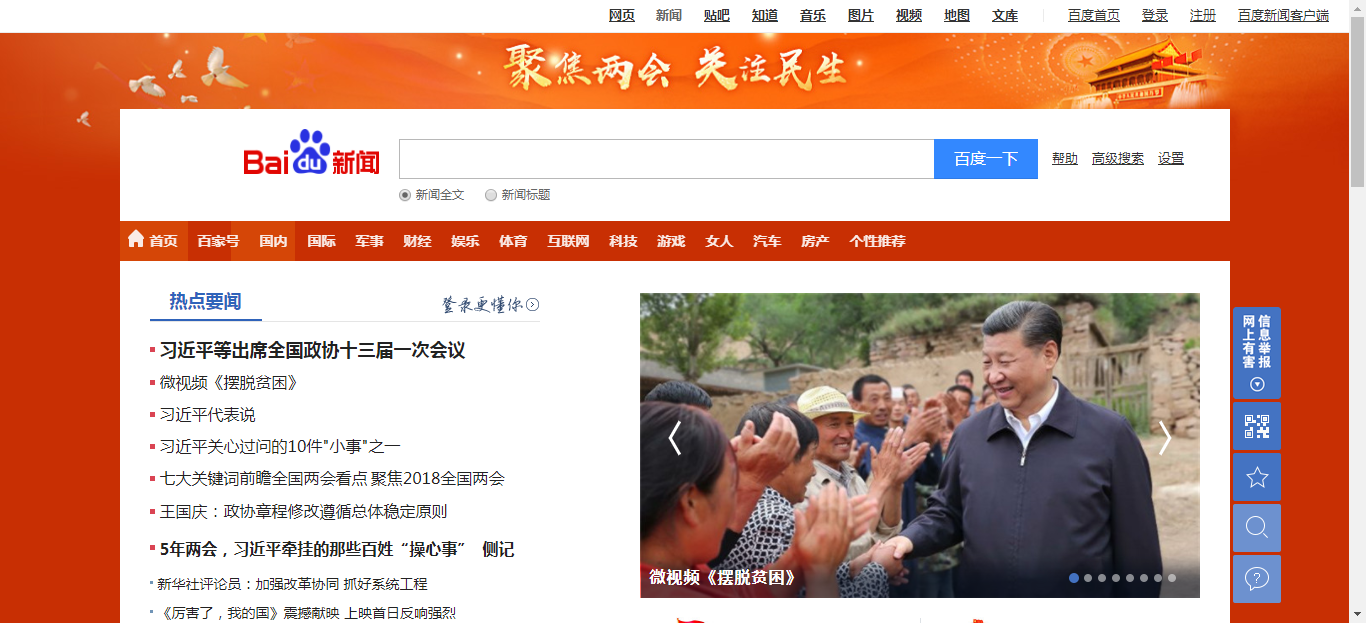 网页 新闻 贴吧 知道 音乐 图片 视频 地图 文库 百度首页 登录 注册 百度新闻客户端
聚焦两会 关注民生
Bai du 新闻
百度一下 帮助 高级搜索 设置
新闻全文 新闻标题
首页 百家号 国内 国际 军事 财经 娱乐 体育 互联网 科技 游戏 女人 汽车 房产 个性推荐
热点要闻
登录更懂你
习近平等出席全国政协十三届一次会议
微视频《摆脱贫困》
习近平代表说
习近平关心过问的10件"小事"之一
七大关键词前瞻全国两会看点 聚焦2018全国两会
王国庆：政协章程修改遵循总体稳定原则
5年两会，习近平牵挂的那些百姓“操心事” 侧记
新华社评论员：加强改革协同 抓好系统工程
《厉害了，我的国》震撼献映 上映首日反响强烈
微视频《摆脱贫困》
网上有害
信息举报